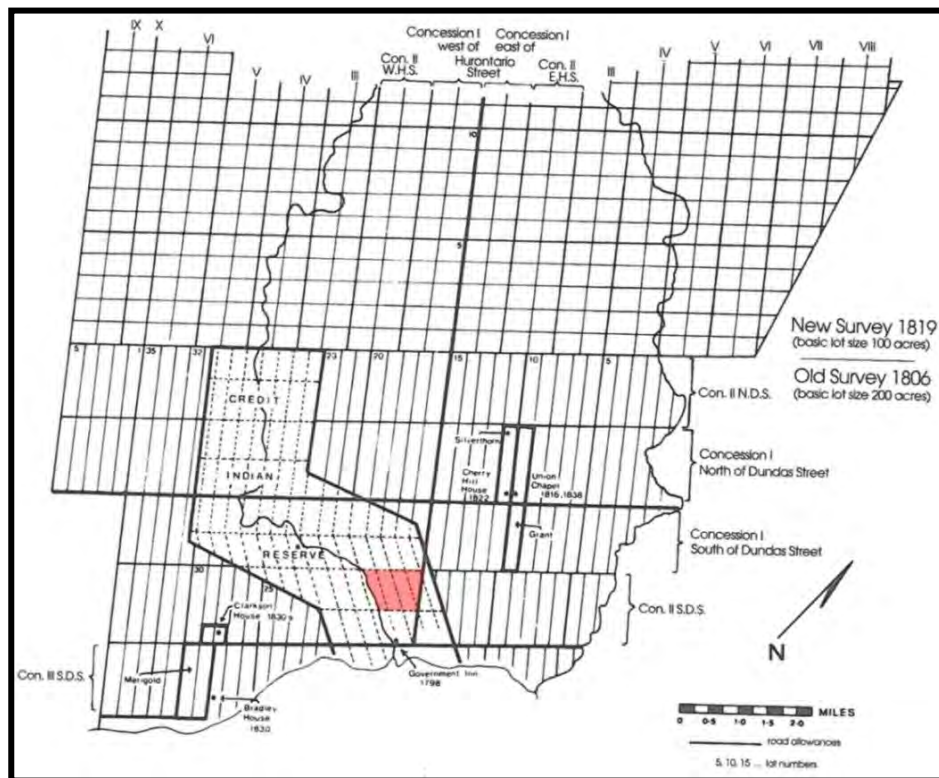 Concession I
west of
Hurontario
Street
Concession I
east of
Con. II
W.H.S.
Con. II
E.H.S.
IX
X
VI
V
IV
III
III
IV
V
VI
VII
VIII
10
5
New Survey 1819
(basic lot size 100 acres)
Old Survey 1806
(basic lot size 200 acres)
5
35
32
23
20
15
10
5
Con. II N.D.S.
CREDIT
INDIAN
RESERVE
Silverthorn
Cherry
Hill
House
1822
Union
Chapel
1816, 1838
Grant
Concession I
North of Dundas Street
Concession I
South of Dundas Street
Con. II S.D.S.
30
25
Clarkson
House 1830's
Con. III S.D.S.
Merigold
Bradley
House
1830
Government Inn
1798
N
MILES
0 0·5 1·0 1·5 2·0
road allowances
5, 10, 15 ... lot numbers